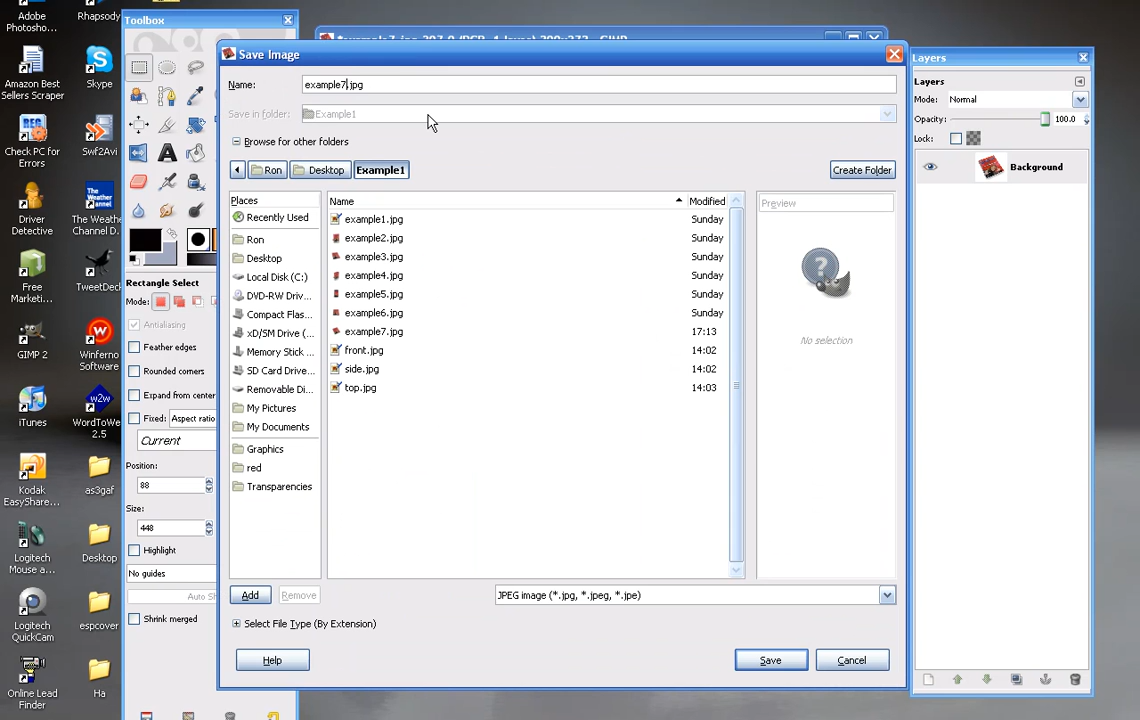 Adobe Photosho...
Rhapsody
Amazon Best Sellers Scraper
Skype
Check PC for Errors
Swf2Avi
Driver Detective
The Weathe Channel D..
Free Marketi...
TweetDeck
GIMP 2
Winferno Software
iTunes
WordToWe 2.5
Kodak EasyShare...
as3gaf
Logitech Mouse a...
Desktop
Logitech QuickCam
espcover
Online Lead Finder
Ha
Toolbox
Rectangle Select
Mode:
Antialiasing
Feather edges
Rounded corners
Expand from center
Fixed: Aspect ratio
Current
Position:
88
Size:
448
Highlight
No guides
Auto Sh
Shrink merged
Save Image
Name: example7.jpg
Save in folder: Example1
Browse for other folders
Ron Desktop Example1
Create Folder
Places
Recently Used
Ron
Desktop
Local Disk (C:)
DVD-RW Driv...
Compact Flas...
xD/SM Drive (...
Memory Stick ...
SD Card Drive...
Removable Di...
My Pictures
My Documents
Graphics
red
Transparencies
Name Modified
example1.jpg Sunday
example2.jpg Sunday
example3.jpg Sunday
example4.jpg Sunday
example5.jpg Sunday
example6.jpg Sunday
example7.jpg 17:13
front.jpg 14:02
side.jpg 14:02
top.jpg 14:03
Preview
No selection
Add Remove
JPEG image (*.jpg, *.jpeg, *.jpe)
Select File Type (By Extension)
Help Save Cancel
Layers
Layers
Mode: Normal
Opacity: 100.0
Lock:
Background